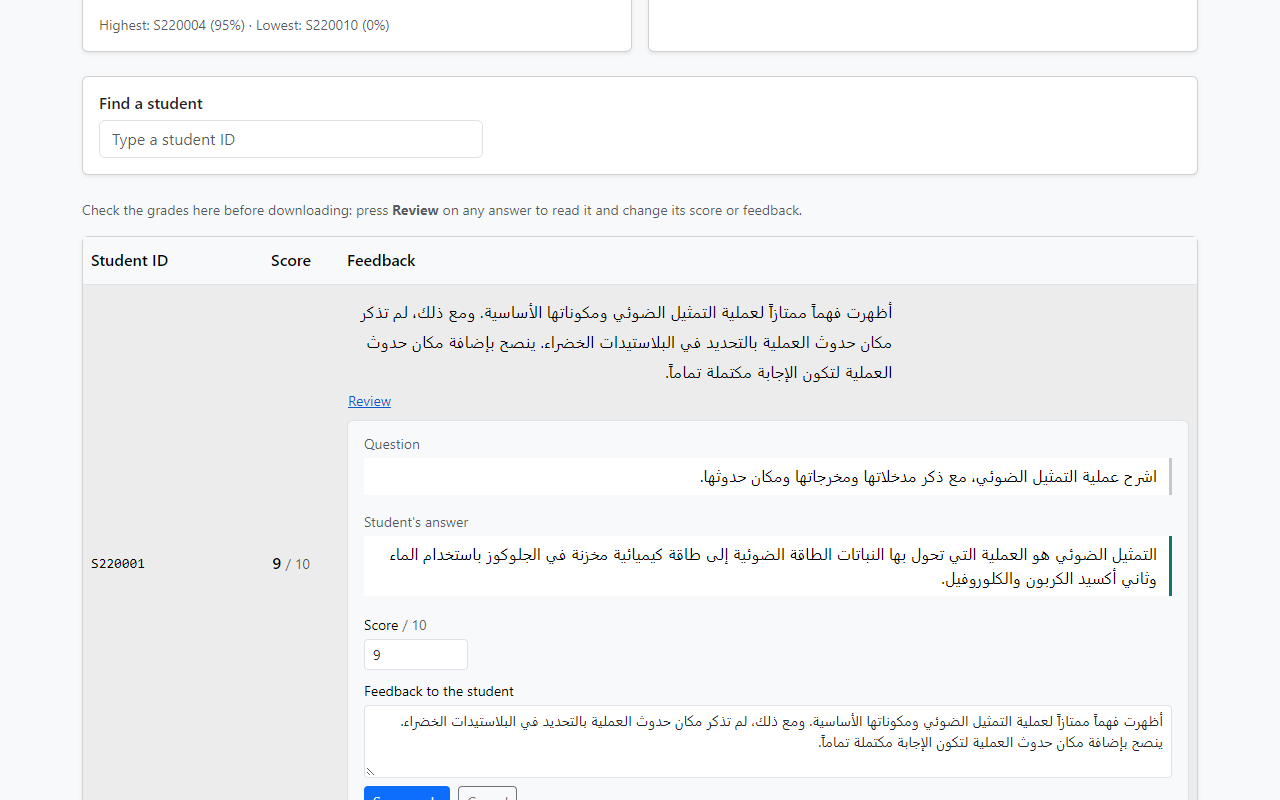 Highest: S220004 (95%) · Lowest: S220010 (0%)
Find a student
Type a student ID
Check the grades here before downloading: press Review on any answer to read it and change its score or feedback.
Student ID Score Feedback
أظهرت فهماً ممتازاً لعملية التمثيل الضوئي ومكوناتها الأساسية. ومع ذلك، لم تذكر
مكان حدوث العملية بالتحديد في البلاستيدات الخضراء. ينصح بإضافة مكان حدوث
العملية لتكون الإجابة مكتملة تماماً.
Review
Question
اشرح عملية التمثيل الضوئي، مع ذكر مدخلاتها ومخرجاتها ومكان حدوثها.
Student's answer
التمثيل الضوئي هو العملية التي تحول بها النباتات الطاقة الضوئية إلى طاقة كيميائية مخزنة في الجلوكوز باستخدام الماء
وثاني أكسيد الكربون والكلوروفيل.
S220001 9 / 10
Score / 10
9
Feedback to the student
أظهرت فهماً ممتازاً لعملية التمثيل الضوئي ومكوناتها الأساسية. ومع ذلك، لم تذكر مكان حدوث العملية بالتحديد في البلاستيدات الخضراء.
ينصح بإضافة مكان حدوث العملية لتكون الإجابة مكتملة تماماً.